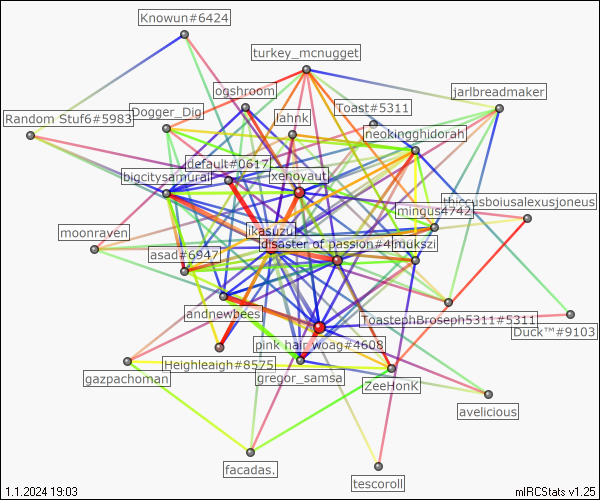 Knowun#6424
turkey_mcnugget
ogshroom
jarlbreadmaker
Dogger_Dig
lahnk
Toast#5311
Random Stuf6#5983
neokingghidorah
default#0617
bigcitysamurai
xenoyaut
thiccusboiusalexusjoneus
mingus4742
moonraven
ikasuzu
asad#6947
disaster of passion#4
mukszi
andnewbees
ToastephBroseph5311#5311
Duck™#9103
pink hair woag#4608
Heighleaigh#8575
gazpachoman
gregor_samsa
ZeeHonK
avelicious
facadas.
tescoroll
1.1.2024 19:03
mIRCStats v1.25